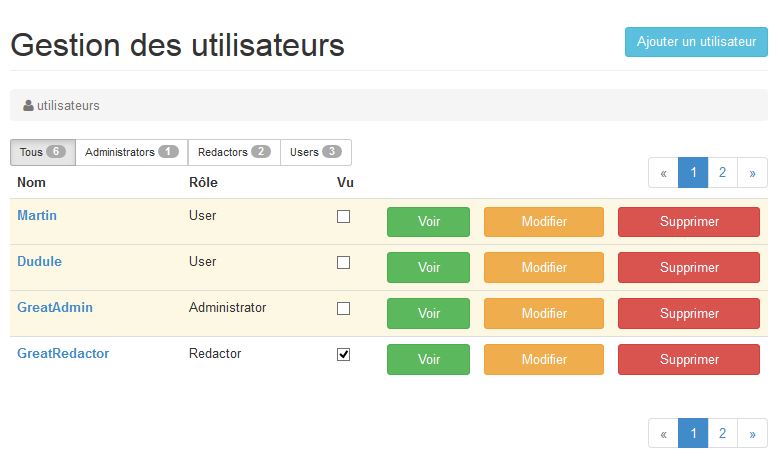 Gestion des utilisateurs
Ajouter un utilisateur
utilisateurs
Tous 6 Administrators 1 Redactors 2 Users 3
« 1 2 »
Nom Rôle Vu
Martin User Voir Modifier Supprimer
Dudule User Voir Modifier Supprimer
GreatAdmin Administrator Voir Modifier Supprimer
GreatRedactor Redactor Voir Modifier Supprimer
« 1 2 »